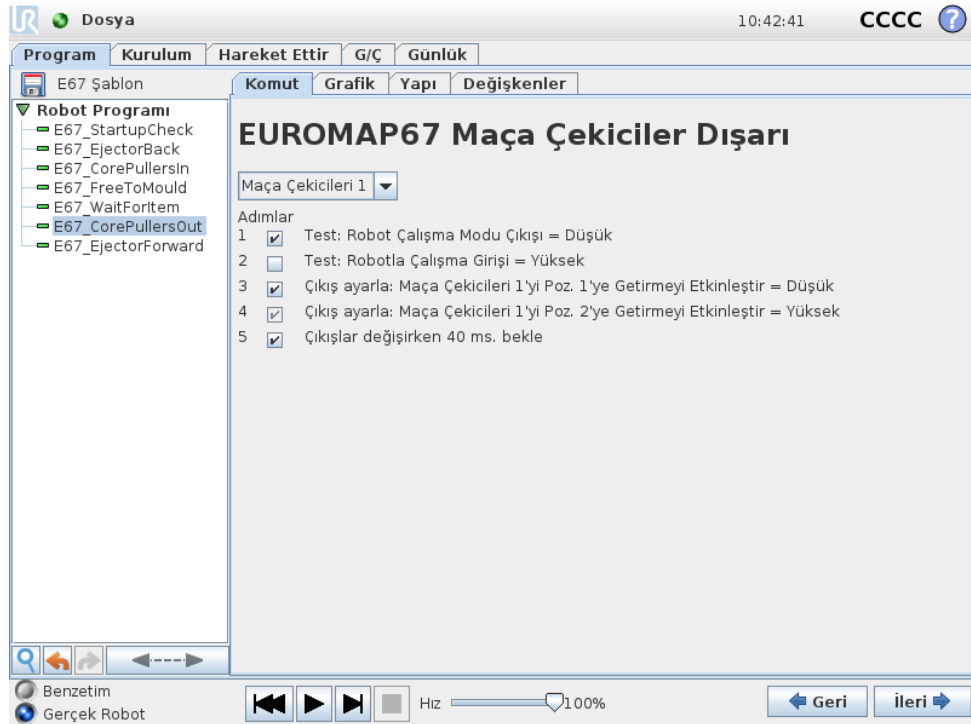 UR Dosya 10:42:41 CCCC ?
Program Kurulum Hareket Ettir G/Ç Günlük
E67 Şablon
Komut Grafik Yapı Değişkenler
Robot Programı
E67_StartupCheck
E67_EjectorBack
E67_CorePullersIn
E67_FreeToMould
E67_WaitForItem
E67_CorePullersOut
E67_EjectorForward
EUROMAP67 Maça Çekiciler Dışarı
Maça Çekicileri 1
Adımlar
1 Test: Robot Çalışma Modu Çıkışı = Düşük
2 Test: Robotla Çalışma Girişi = Yüksek
3 Çıkış ayarla: Maça Çekicileri 1'yi Poz. 1'ye Getirmeyi Etkinleştir = Düşük
4 Çıkış ayarla: Maça Çekicileri 1'yi Poz. 2'ye Getirmeyi Etkinleştir = Yüksek
5 Çıkışlar değişirken 40 ms. bekle
Benzetim
Gerçek Robot
Hız 100%
Geri İleri